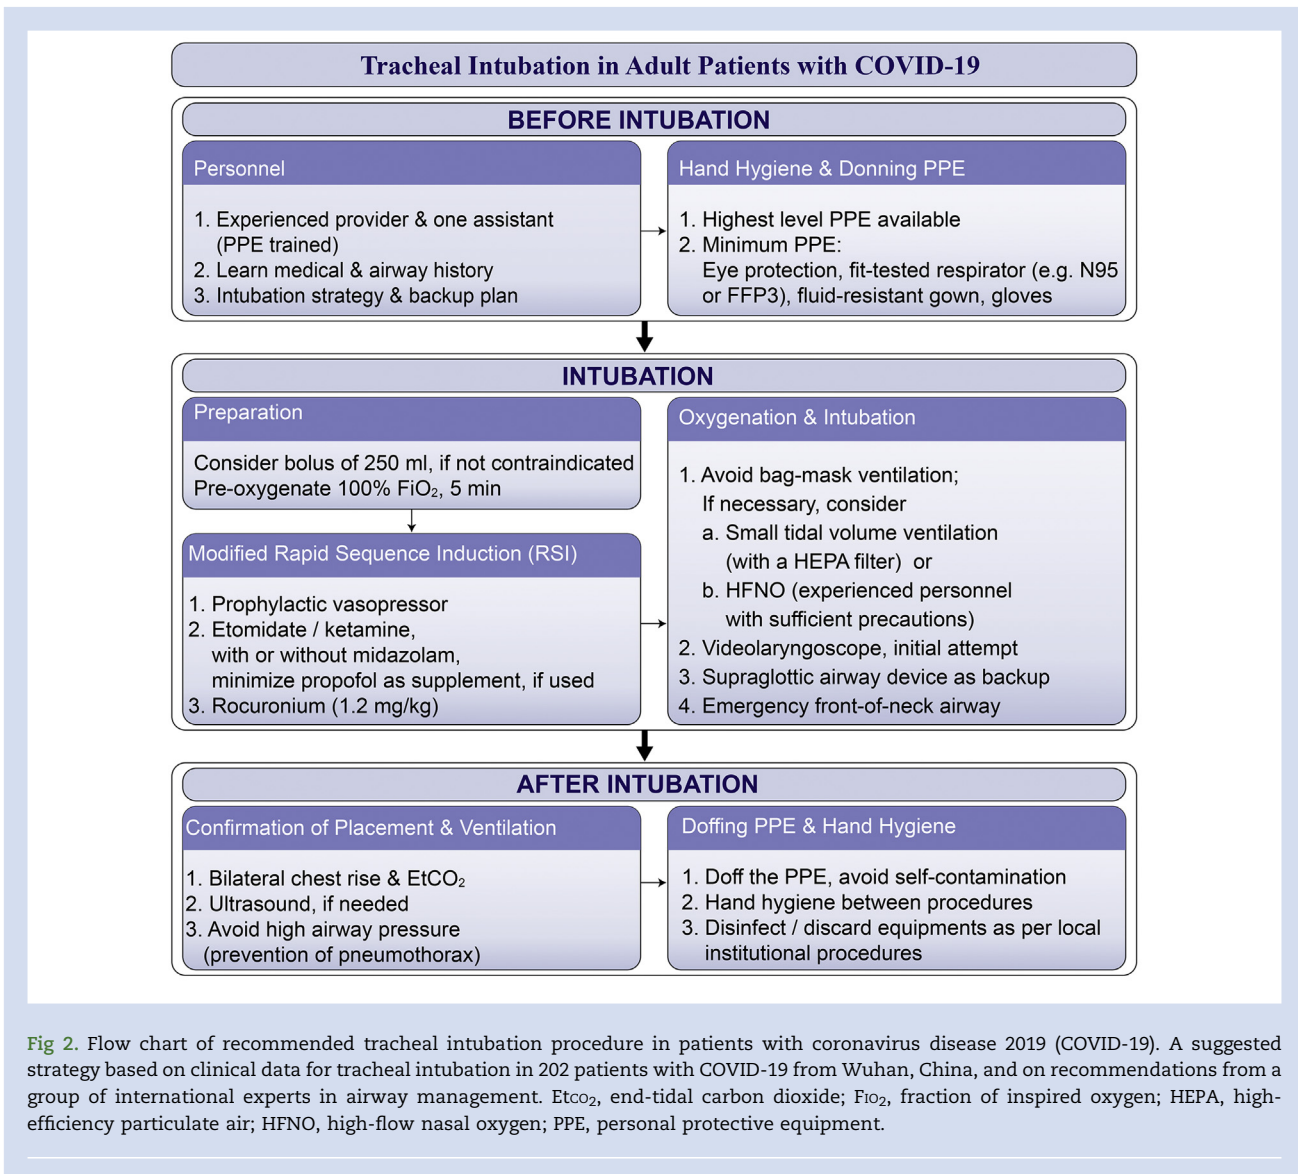 Tracheal Intubation in Adult Patients with COVID-19
BEFORE INTUBATION
Personnel
1. Experienced provider & one assistant
(PPE trained)
2. Learn medical & airway history
3. Intubation strategy & backup plan
Hand Hygiene & Donning PPE
1. Highest level PPE available
2. Minimum PPE:
Eye protection, fit-tested respirator (e.g. N95
or FFP3), fluid-resistant gown, gloves
INTUBATION
Preparation
Consider bolus of 250 ml, if not contraindicated
Pre-oxygenate 100% FiO₂, 5 min
Modified Rapid Sequence Induction (RSI)
1. Prophylactic vasopressor
2. Etomidate / ketamine,
with or without midazolam,
minimize propofol as supplement, if used
3. Rocuronium (1.2 mg/kg)
Oxygenation & Intubation
1. Avoid bag-mask ventilation;
If necessary, consider
a. Small tidal volume ventilation
(with a HEPA filter) or
b. HFNO (experienced personnel
with sufficient precautions)
2. Videolaryngoscope, initial attempt
3. Supraglottic airway device as backup
4. Emergency front-of-neck airway
AFTER INTUBATION
Confirmation of Placement & Ventilation
1. Bilateral chest rise & EtCO₂
2. Ultrasound, if needed
3. Avoid high airway pressure
(prevention of pneumothorax)
Doffing PPE & Hand Hygiene
1. Doff the PPE, avoid self-contamination
2. Hand hygiene between procedures
3. Disinfect / discard equipments as per local
institutional procedures
Fig 2. Flow chart of recommended tracheal intubation procedure in patients with coronavirus disease 2019 (COVID-19). A suggested
strategy based on clinical data for tracheal intubation in 202 patients with COVID-19 from Wuhan, China, and on recommendations from a
group of international experts in airway management. Etco₂, end-tidal carbon dioxide; Fio₂, fraction of inspired oxygen; HEPA, high-
efficiency particulate air; HFNO, high-flow nasal oxygen; PPE, personal protective equipment.